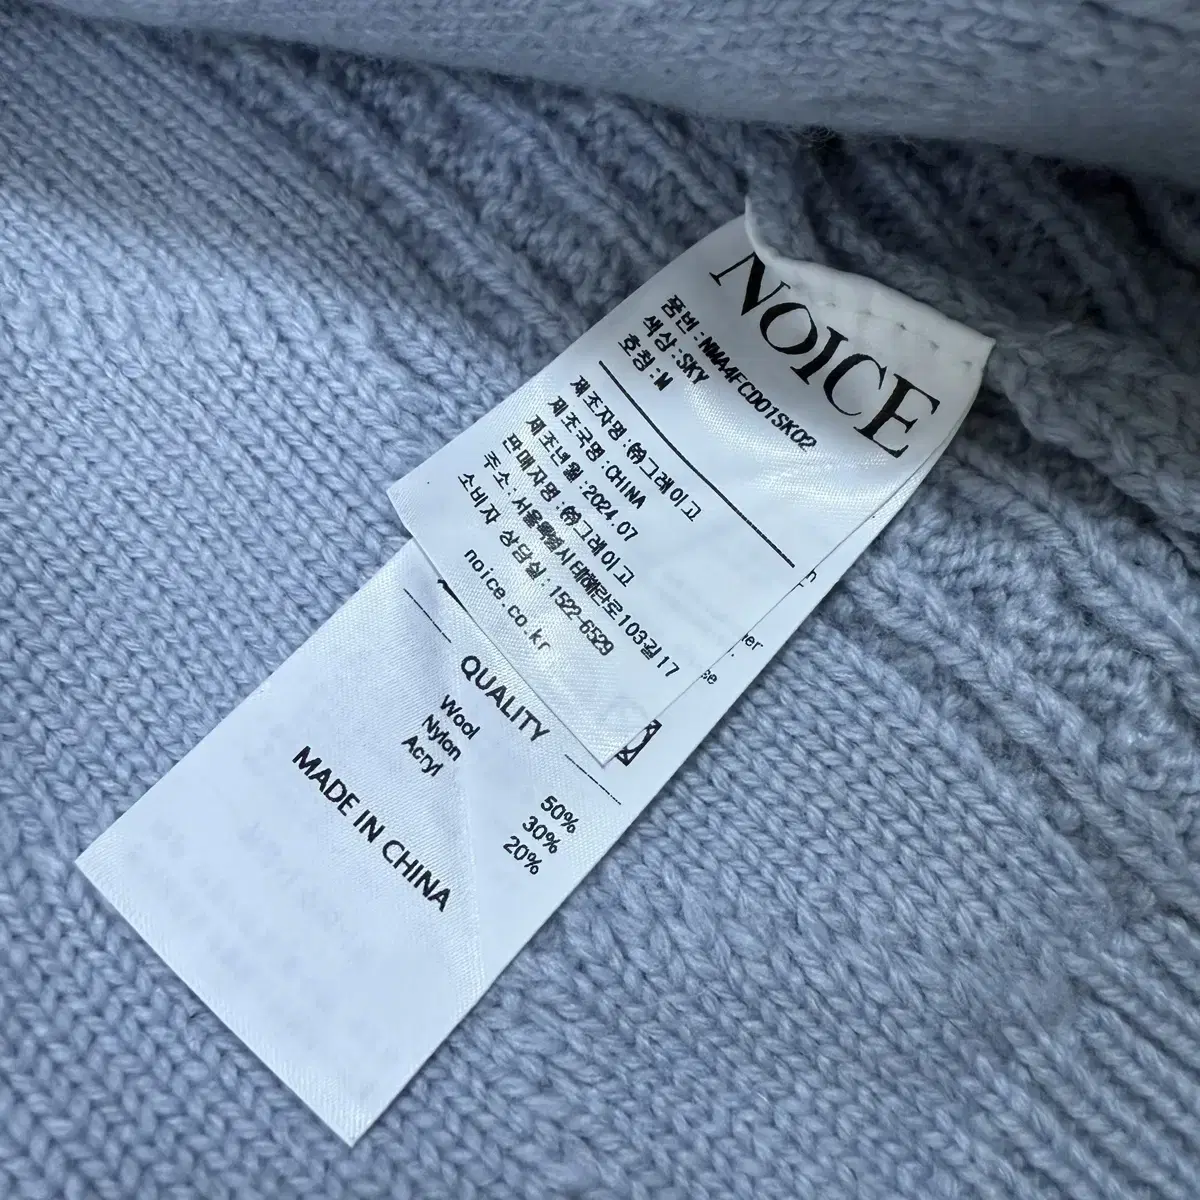 NOICE
품번:NWA4FCD01SK02
색상:SKY
호칭:M
제조자명:㈜그레이고
제조국명:CHINA
제조년월:2024.07
판매자명:㈜그레이고
주소:서울특별시 테헤란로103길 17
소비자 상담실:1522-6529
noice.co.kr
QUALITY
Wool 50%
Nylon 30%
Acryl 20%
MADE IN CHINA